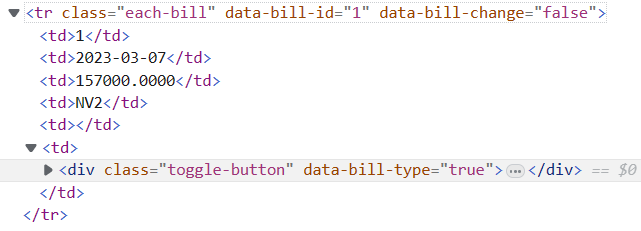 ▼<tr class="each-bill" data-bill-id="1" data-bill-change="false">
<td>1</td>
<td>2023-03-07</td>
<td>157000.0000</td>
<td>NV2</td>
<td></td>
▼<td>
▶<div class="toggle-button" data-bill-type="true">…</div> == $0
</td>
</tr>